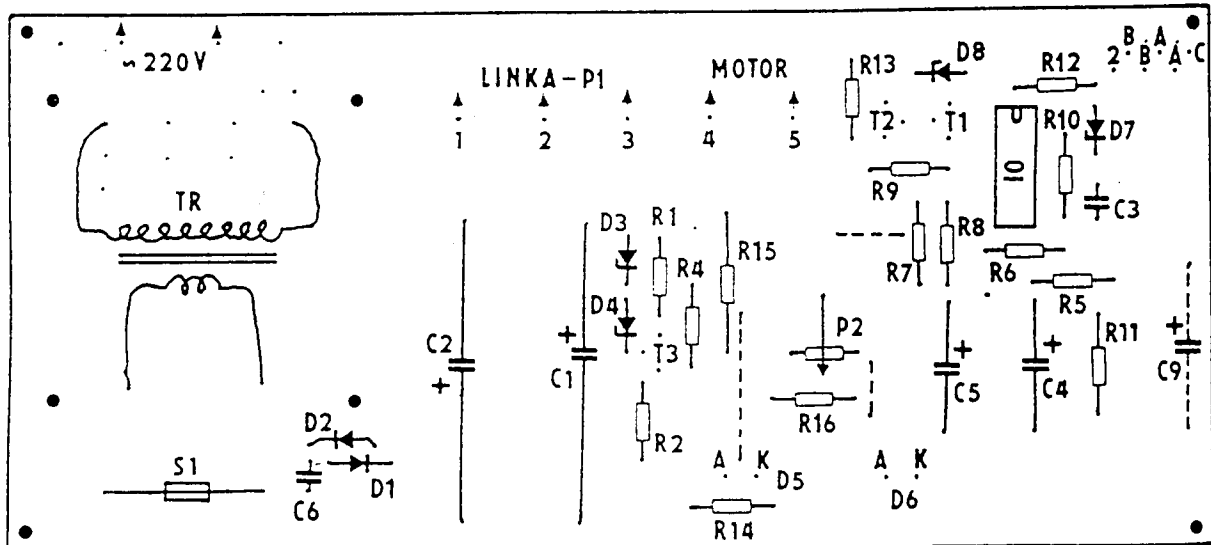 B A
2 B A C
~220V
LINKA-P1
MOTOR
D8
R13
R12
1 2 3 4 5
T2 T1
R10
D7
IO
R9
C3
TR
D3 R1
R15
R8
R4
R7
R6
R5
D4
P2
R11
C2
+
+
C1
T3
+
C5
+
C4
+
C9
R16
D2
R2
A K
D5
A K
D6
S1
D1
C6
R14